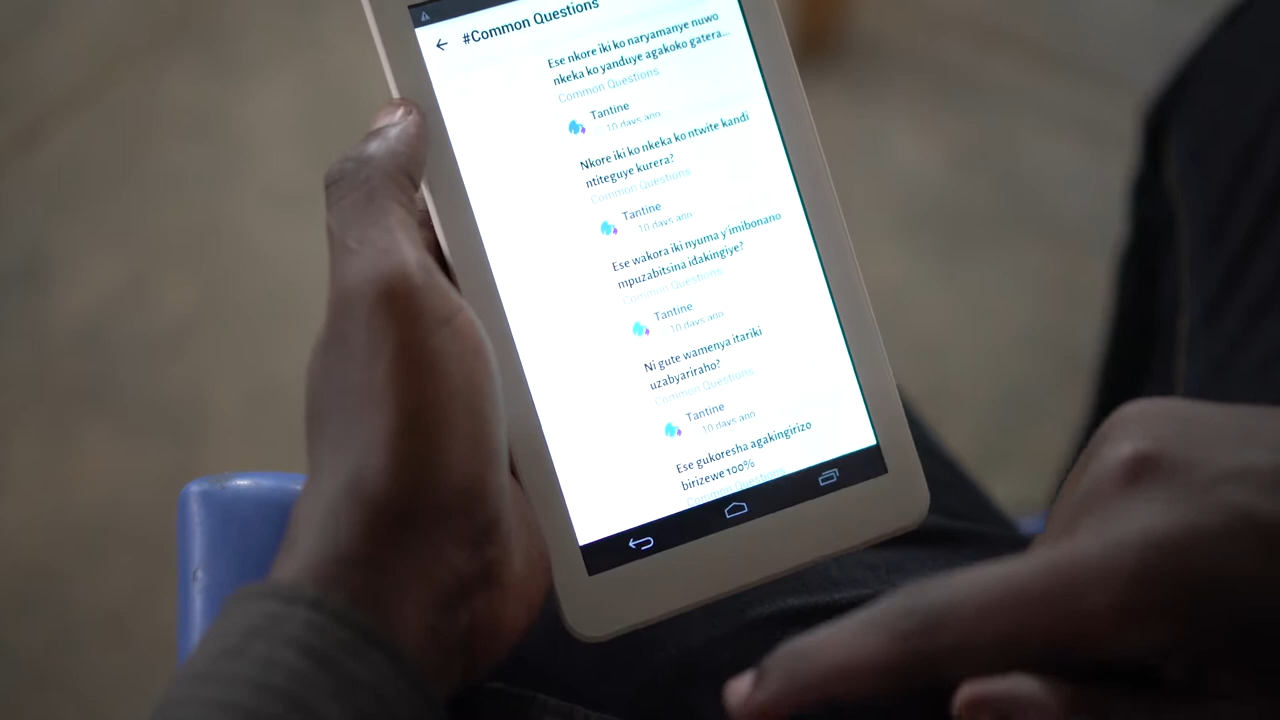 #Common Questions
Ese nkore iki ko naryamanye nuwo
nkeka ko yanduye agakoko gatera...
Common Questions
Tantine
10 days ago
Nkore iki ko nkeka ko ntwite kandi
ntiteguye kurera?
Common Questions
Tantine
10 days ago
Ese wakora iki nyuma y'imibonano
mpuzabitsina idakingiye?
Common Questions
Tantine
10 days ago
Ni gute wamenya itariki
uzabyariraho?
Common Questions
Tantine
10 days ago
Ese gukoresha agakingirizo
birizewe 100%
Common Questions